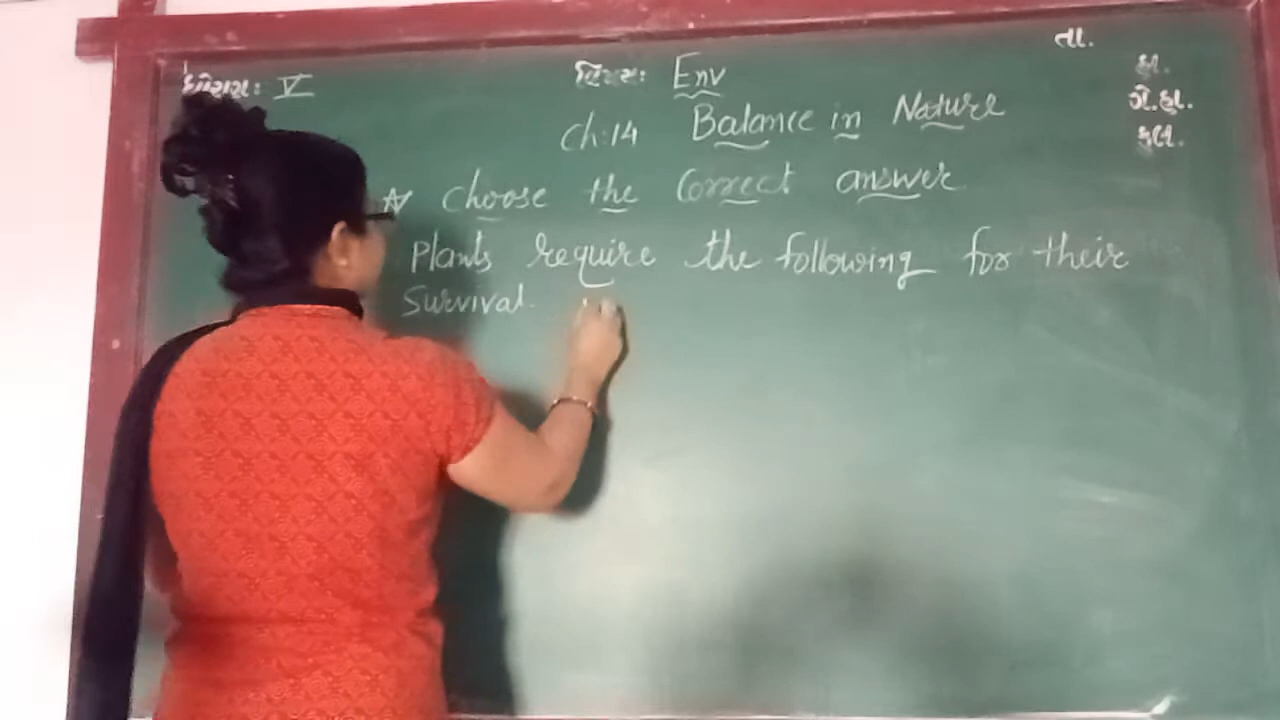 તા.
ધોરણ: V
વિષય: Env
હા.
Ch:14 Balance in Nature
ગે.હા.
કુલ.
☆ Choose the Correct answer
Plants require the following for their
Survival.